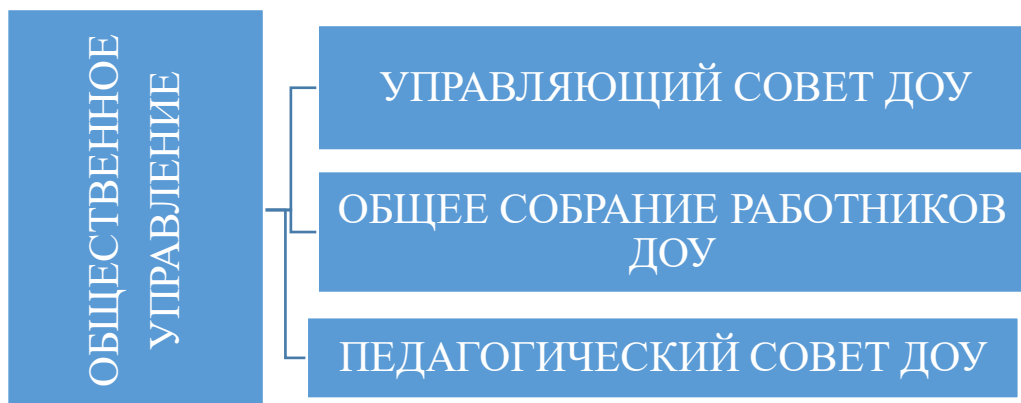 ОБЩЕСТВЕННОЕ
УПРАВЛЕНИЕ
УПРАВЛЯЮЩИЙ СОВЕТ ДОУ
ОБЩЕЕ СОБРАНИЕ РАБОТНИКОВ
ДОУ
ПЕДАГОГИЧЕСКИЙ СОВЕТ ДОУ